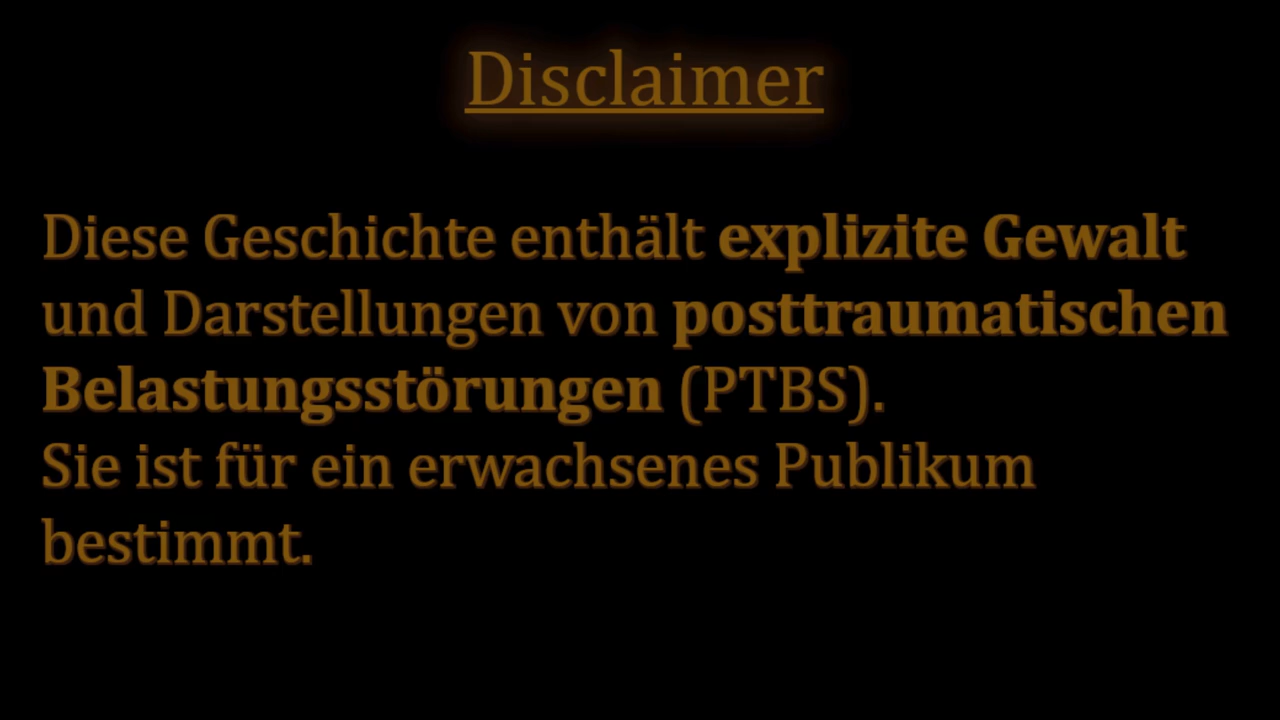 Disclaimer
Diese Geschichte enthält explizite Gewalt
und Darstellungen von posttraumatischen
Belastungsstörungen (PTBS).
Sie ist für ein erwachsenes Publikum
bestimmt.